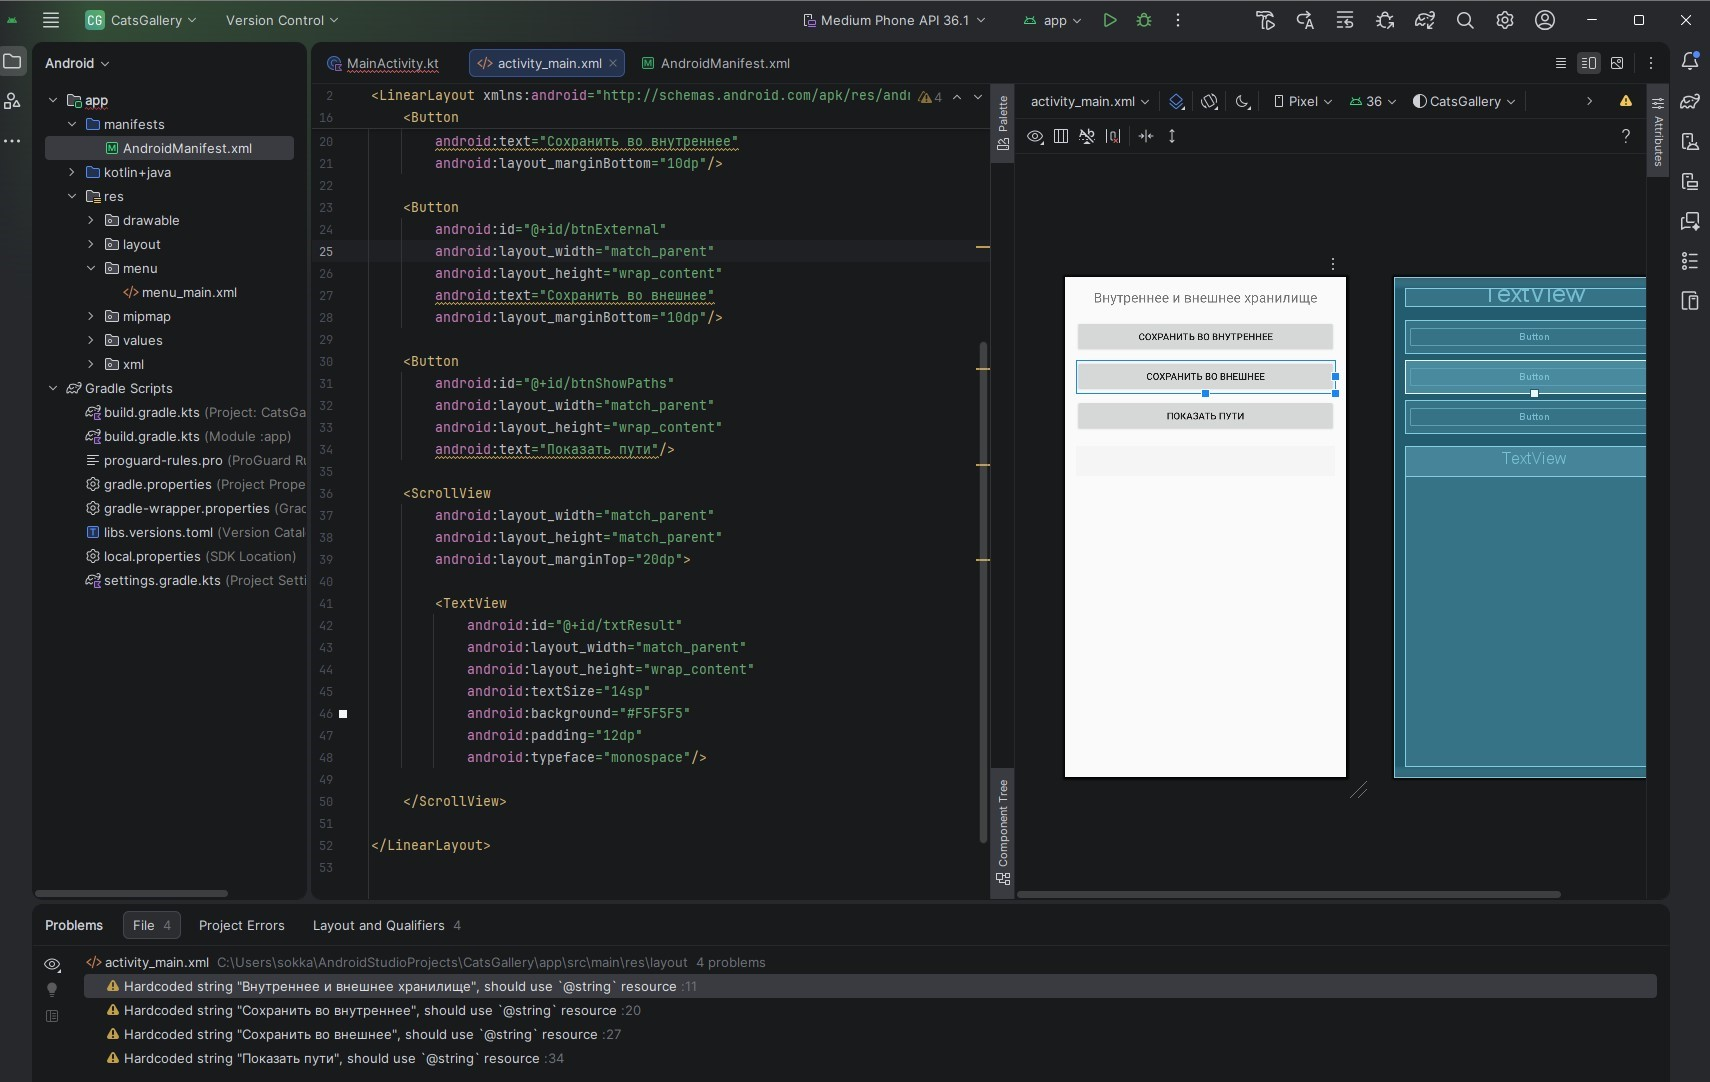 CG CatsGallery Version Control Medium Phone API 36.1 app
Android
app
manifests
AndroidManifest.xml
kotlin+java
res
drawable
layout
menu
menu_main.xml
mipmap
values
xml
Gradle Scripts
build.gradle.kts (Project: CatsGa
build.gradle.kts (Module :app)
proguard-rules.pro (ProGuard Ru
gradle.properties (Project Prope
gradle-wrapper.properties (Grad
libs.versions.toml (Version Catal
local.properties (SDK Location)
settings.gradle.kts (Project Setti
MainActivity.kt activity_main.xml AndroidManifest.xml
2 <LinearLayout xmlns:android="http://schemas.android.com/apk/res/andr 4
16 <Button
20 android:text="Сохранить во внутреннее"
21 android:layout_marginBottom="10dp"/>
22
23 <Button
24 android:id="@+id/btnExternal"
25 android:layout_width="match_parent"
26 android:layout_height="wrap_content"
27 android:text="Сохранить во внешнее"
28 android:layout_marginBottom="10dp"/>
29
30 <Button
31 android:id="@+id/btnShowPaths"
32 android:layout_width="match_parent"
33 android:layout_height="wrap_content"
34 android:text="Показать пути"/>
35
36 <ScrollView
37 android:layout_width="match_parent"
38 android:layout_height="match_parent"
39 android:layout_marginTop="20dp">
40
41 <TextView
42 android:id="@+id/txtResult"
43 android:layout_width="match_parent"
44 android:layout_height="wrap_content"
45 android:textSize="14sp"
46 android:background="#F5F5F5"
47 android:padding="12dp"
48 android:typeface="monospace"/>
49
50 </ScrollView>
51
52 </LinearLayout>
53
Palette
Component Tree
activity_main.xml Pixel 36 CatsGallery
?
Attributes
Внутреннее и внешнее хранилище
СОХРАНИТЬ ВО ВНУТРЕННЕЕ
СОХРАНИТЬ ВО ВНЕШНЕЕ
ПОКАЗАТЬ ПУТИ
TextView
Button
Button
Button
TextView
Problems File 4 Project Errors Layout and Qualifiers 4
activity_main.xml C:\Users\sokka\AndroidStudioProjects\CatsGallery\app\src\main\res\layout 4 problems
Hardcoded string "Внутреннее и внешнее хранилище", should use `@string` resource :11
Hardcoded string "Сохранить во внутреннее", should use `@string` resource :20
Hardcoded string "Сохранить во внешнее", should use `@string` resource :27
Hardcoded string "Показать пути", should use `@string` resource :34